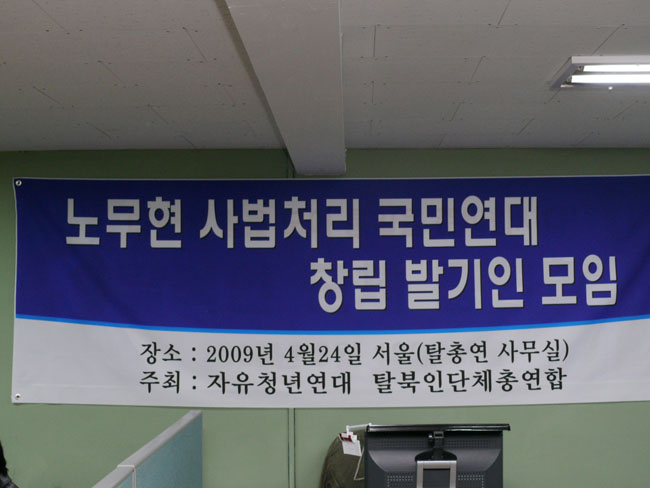 노무현 사법처리 국민연대
창립 발기인 모임
장소 : 2009년 4월24일 서울(탈총연 사무실)
주최 : 자유청년연대 탈북인단체총연합